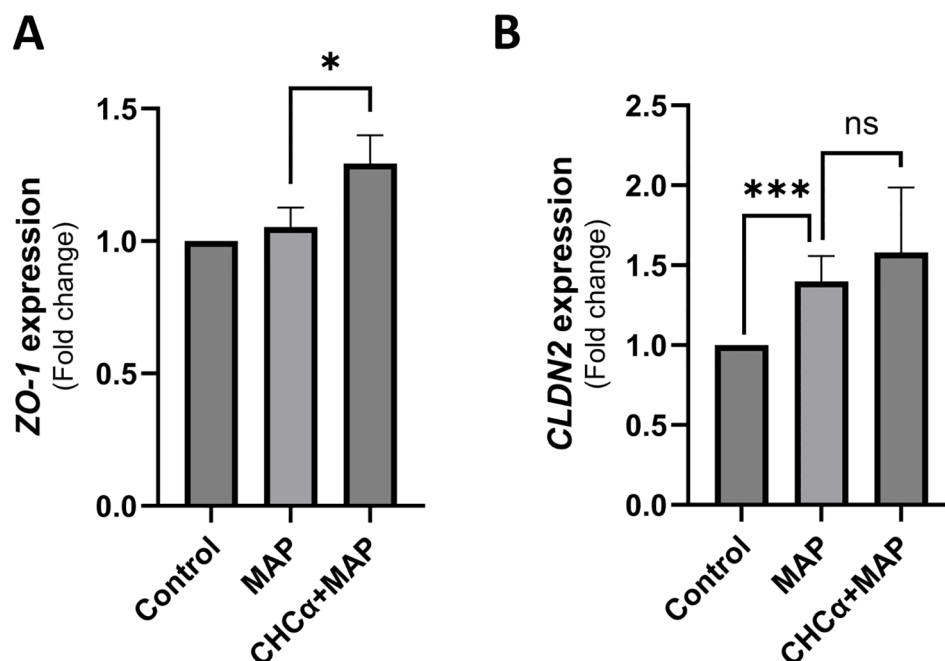 A
*
ZO-1 expression
(Fold change)
1.5
1.0
0.5
0.0
Control
MAP
CHCα+MAP
B
ns
***
CLDN2 expression
(Fold change)
2.5
2.0
1.5
1.0
0.5
0.0
Control
MAP
CHCα+MAP